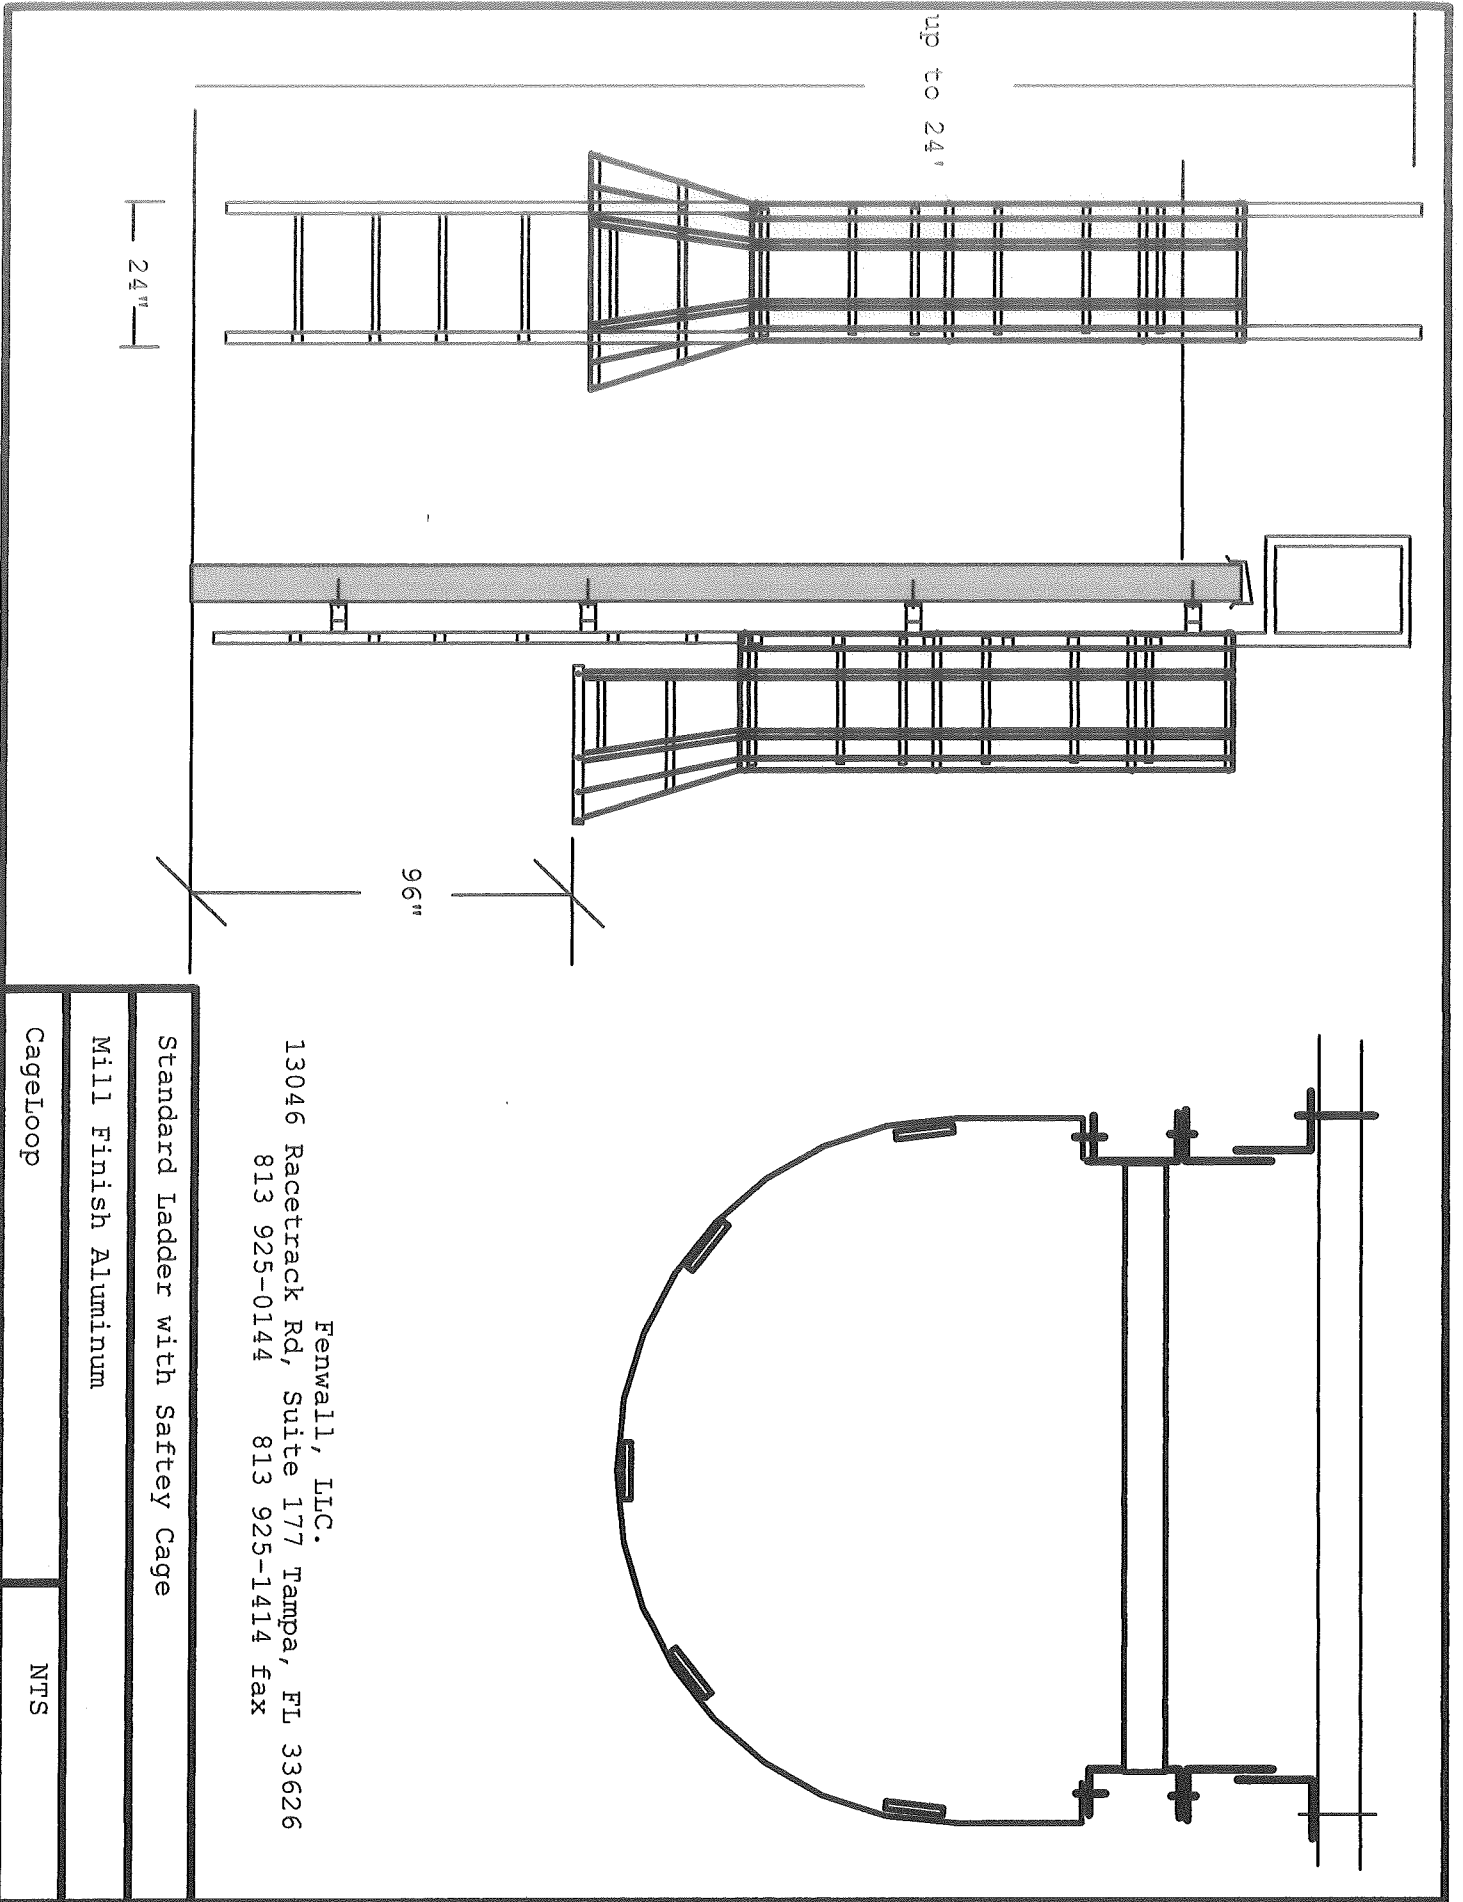 up to 24'
24"
96"
Fenwall, LLC.
13046 Racetrack Rd, Suite 177 Tampa, FL 33626
813 925-0144 813 925-1414 fax
Standard Ladder with Saftey Cage
Mill Finish Aluminum
CageLoop
NTS